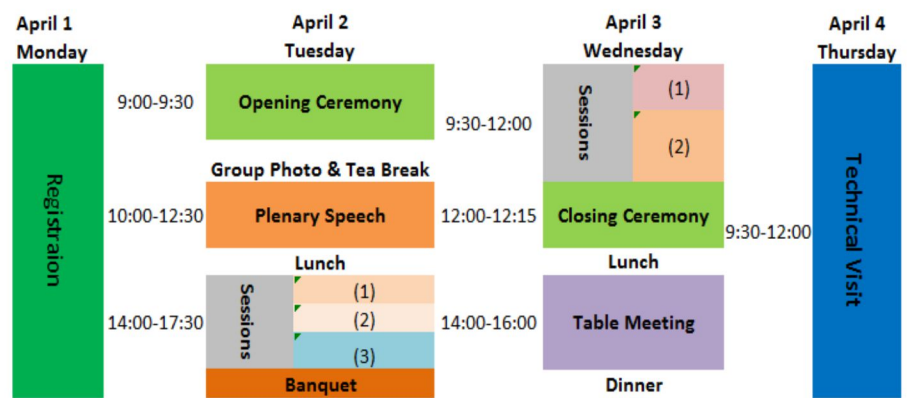 April 1
Monday
Registraion
April 2
Tuesday
9:00-9:30
Opening Ceremony
Group Photo & Tea Break
10:00-12:30
Plenary Speech
Lunch
14:00-17:30
Sessions
(1)
(2)
(3)
Banquet
April 3
Wednesday
9:30-12:00
Sessions
(1)
(2)
12:00-12:15
Closing Ceremony
Lunch
14:00-16:00
Table Meeting
Dinner
April 4
Thursday
9:30-12:00
Technical Visit